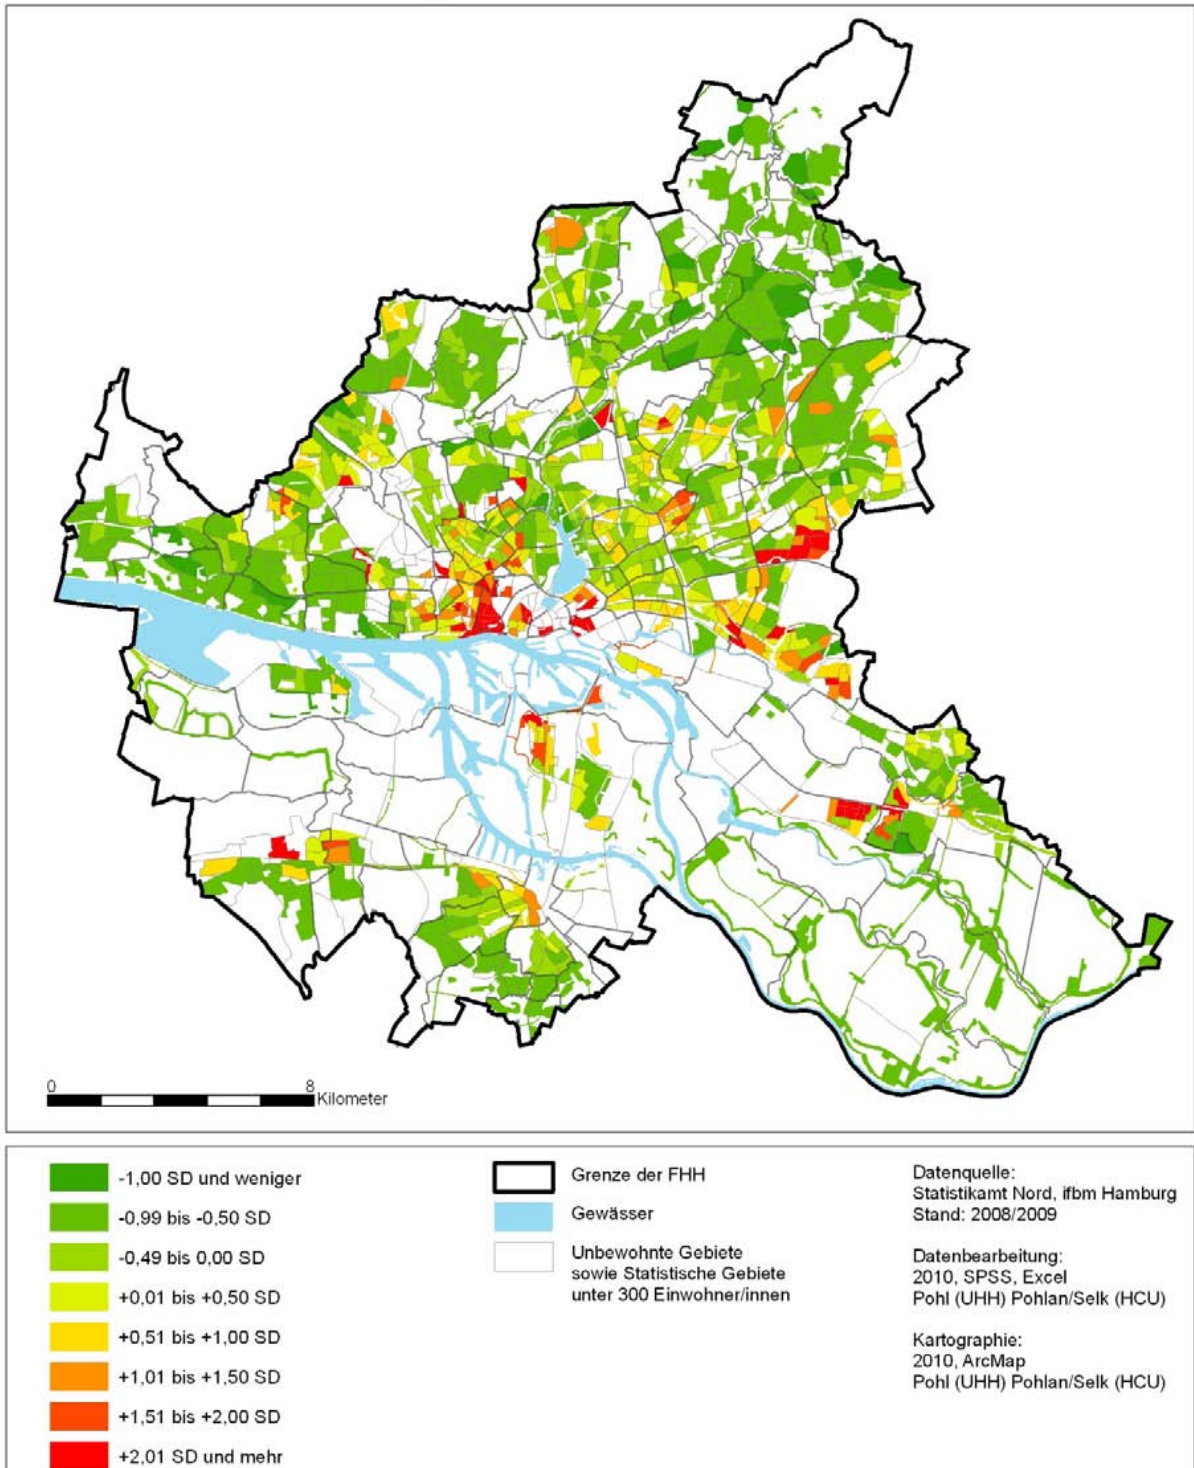 0
8
Kilometer
-1,00 SD und weniger
-0,99 bis -0,50 SD
-0,49 bis 0,00 SD
+0,01 bis +0,50 SD
+0,51 bis +1,00 SD
+1,01 bis +1,50 SD
+1,51 bis +2,00 SD
+2,01 SD und mehr
Grenze der FHH
Gewässer
Unbewohnte Gebiete
sowie Statistische Gebiete
unter 300 Einwohner/innen
Datenquelle:
Statistikamt Nord, ifbm Hamburg
Stand: 2008/2009
Datenbearbeitung:
2010, SPSS, Excel
Pohl (UHH) Pohlan/Selk (HCU)
Kartographie:
2010, ArcMap
Pohl (UHH) Pohlan/Selk (HCU)